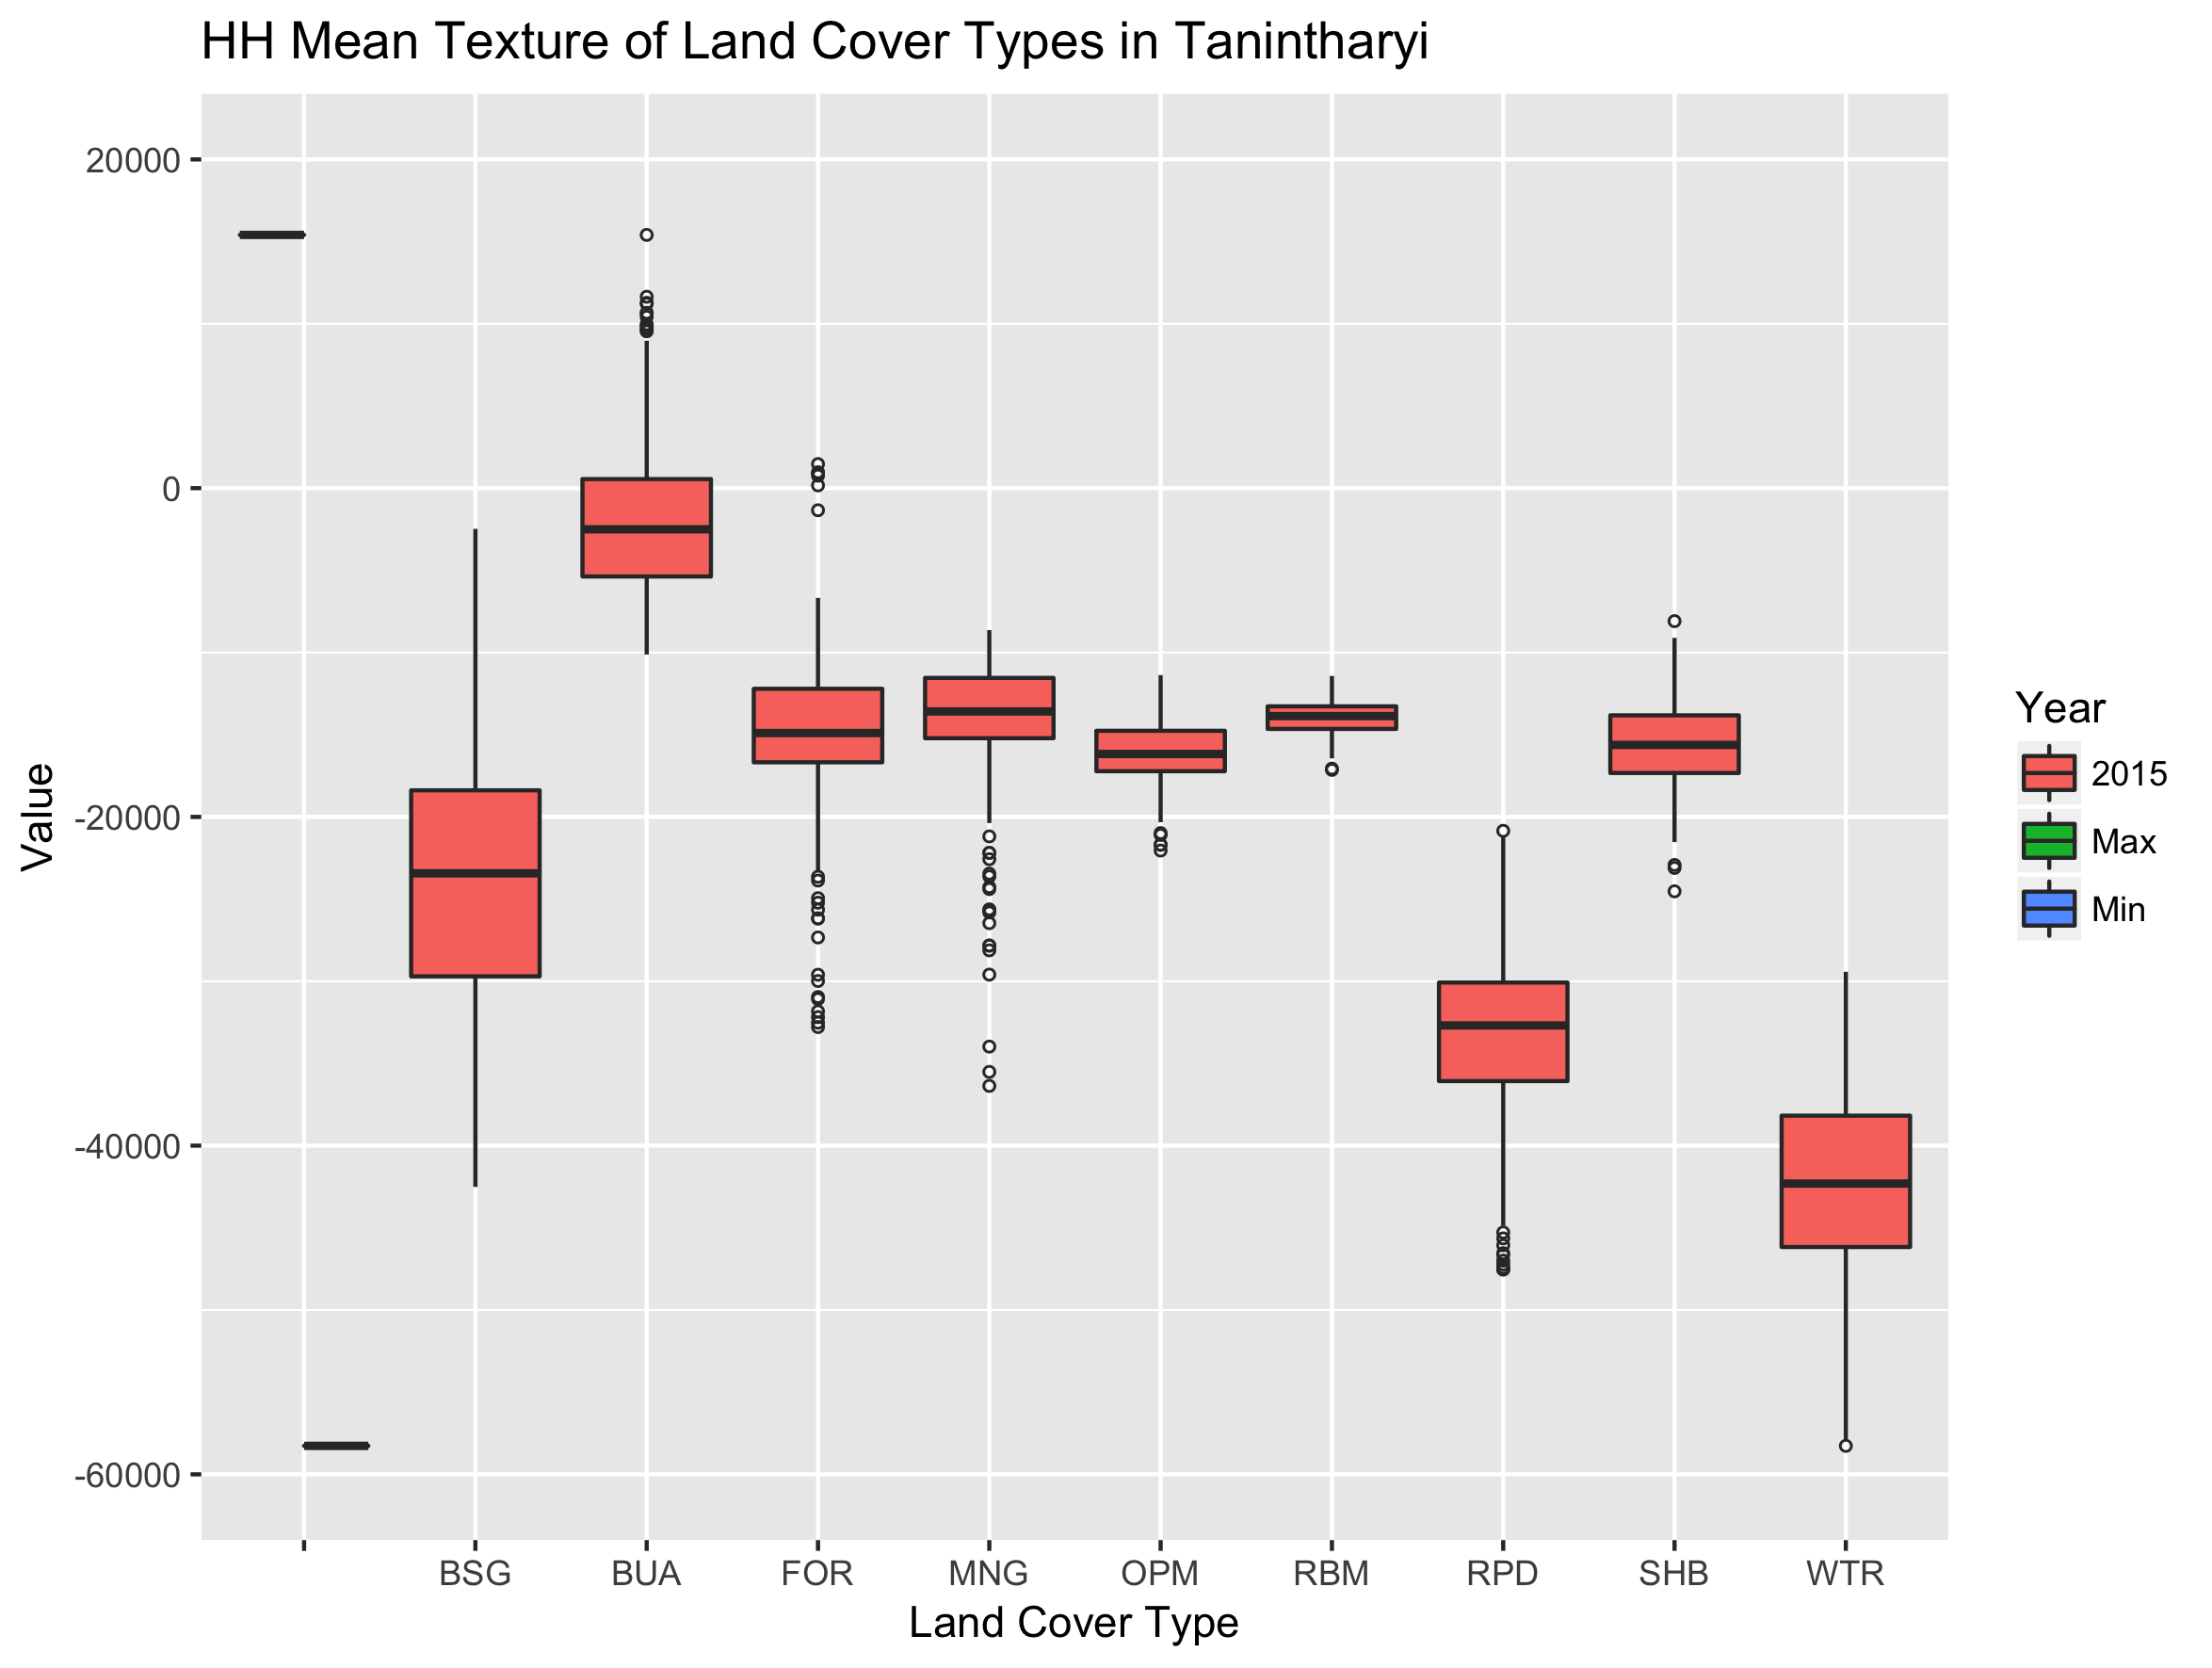 HH Mean Texture of Land Cover Types in Tanintharyi
20000
0
-20000
-40000
-60000
Value
BSG BUA FOR MNG OPM RBM RPD SHB WTR
Land Cover Type
Year
2015
Max
Min